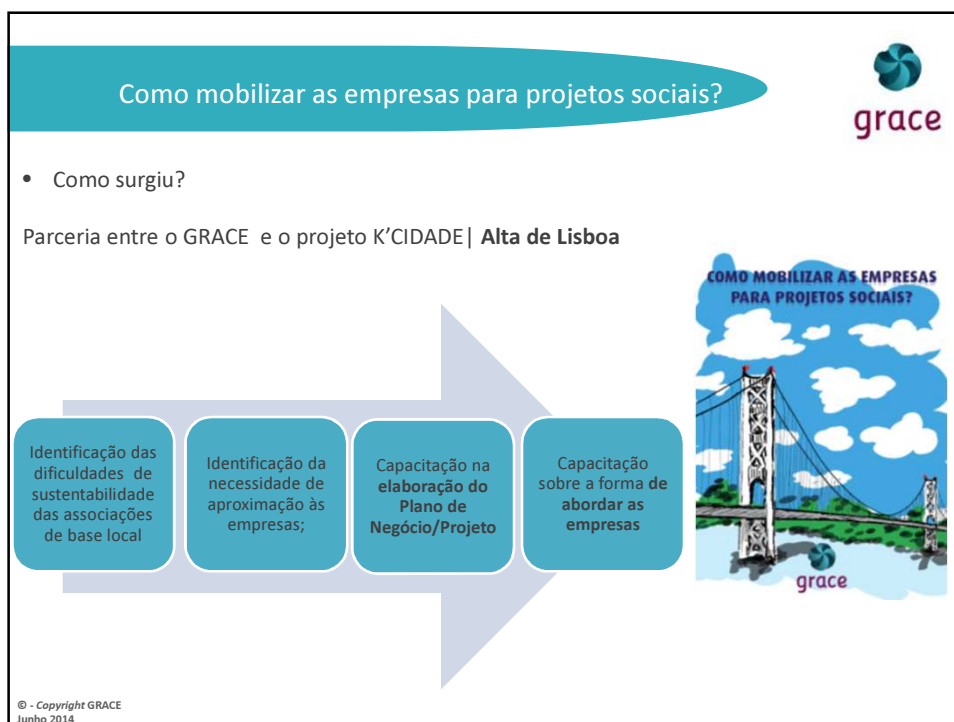 Como mobilizar as empresas para projetos sociais?
grace
• Como surgiu?
Parceria entre o GRACE e o projeto K'CIDADE| Alta de Lisboa
COMO MOBILIZAR AS EMPRESAS
PARA PROJETOS SOCIAIS?
Identificação das
dificuldades de
sustentabilidade
das associações
de base local
Identificação da
necessidade de
aproximação às
empresas;
Capacitação na
elaboração do
Plano de
Negócio/Projeto
Capacitação
sobre a forma de
abordar as
empresas
grace
© - Copyright GRACE
Junho 2014